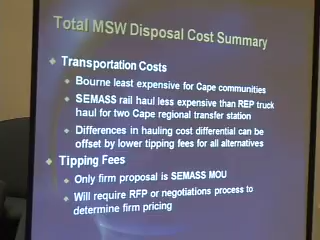 Total MSW Disposal Cost Summary
Transportation Costs
Bourne least expensive for Cape communities
SEMASS rail haul less expensive than REP truck
haul for two Cape regional transfer station
Differences in hauling cost differential can be
offset by lower tipping fees for all alternatives
Tipping Fees
Only firm proposal is SEMASS MOU
Will require RFP or negotiations process to
determine firm pricing